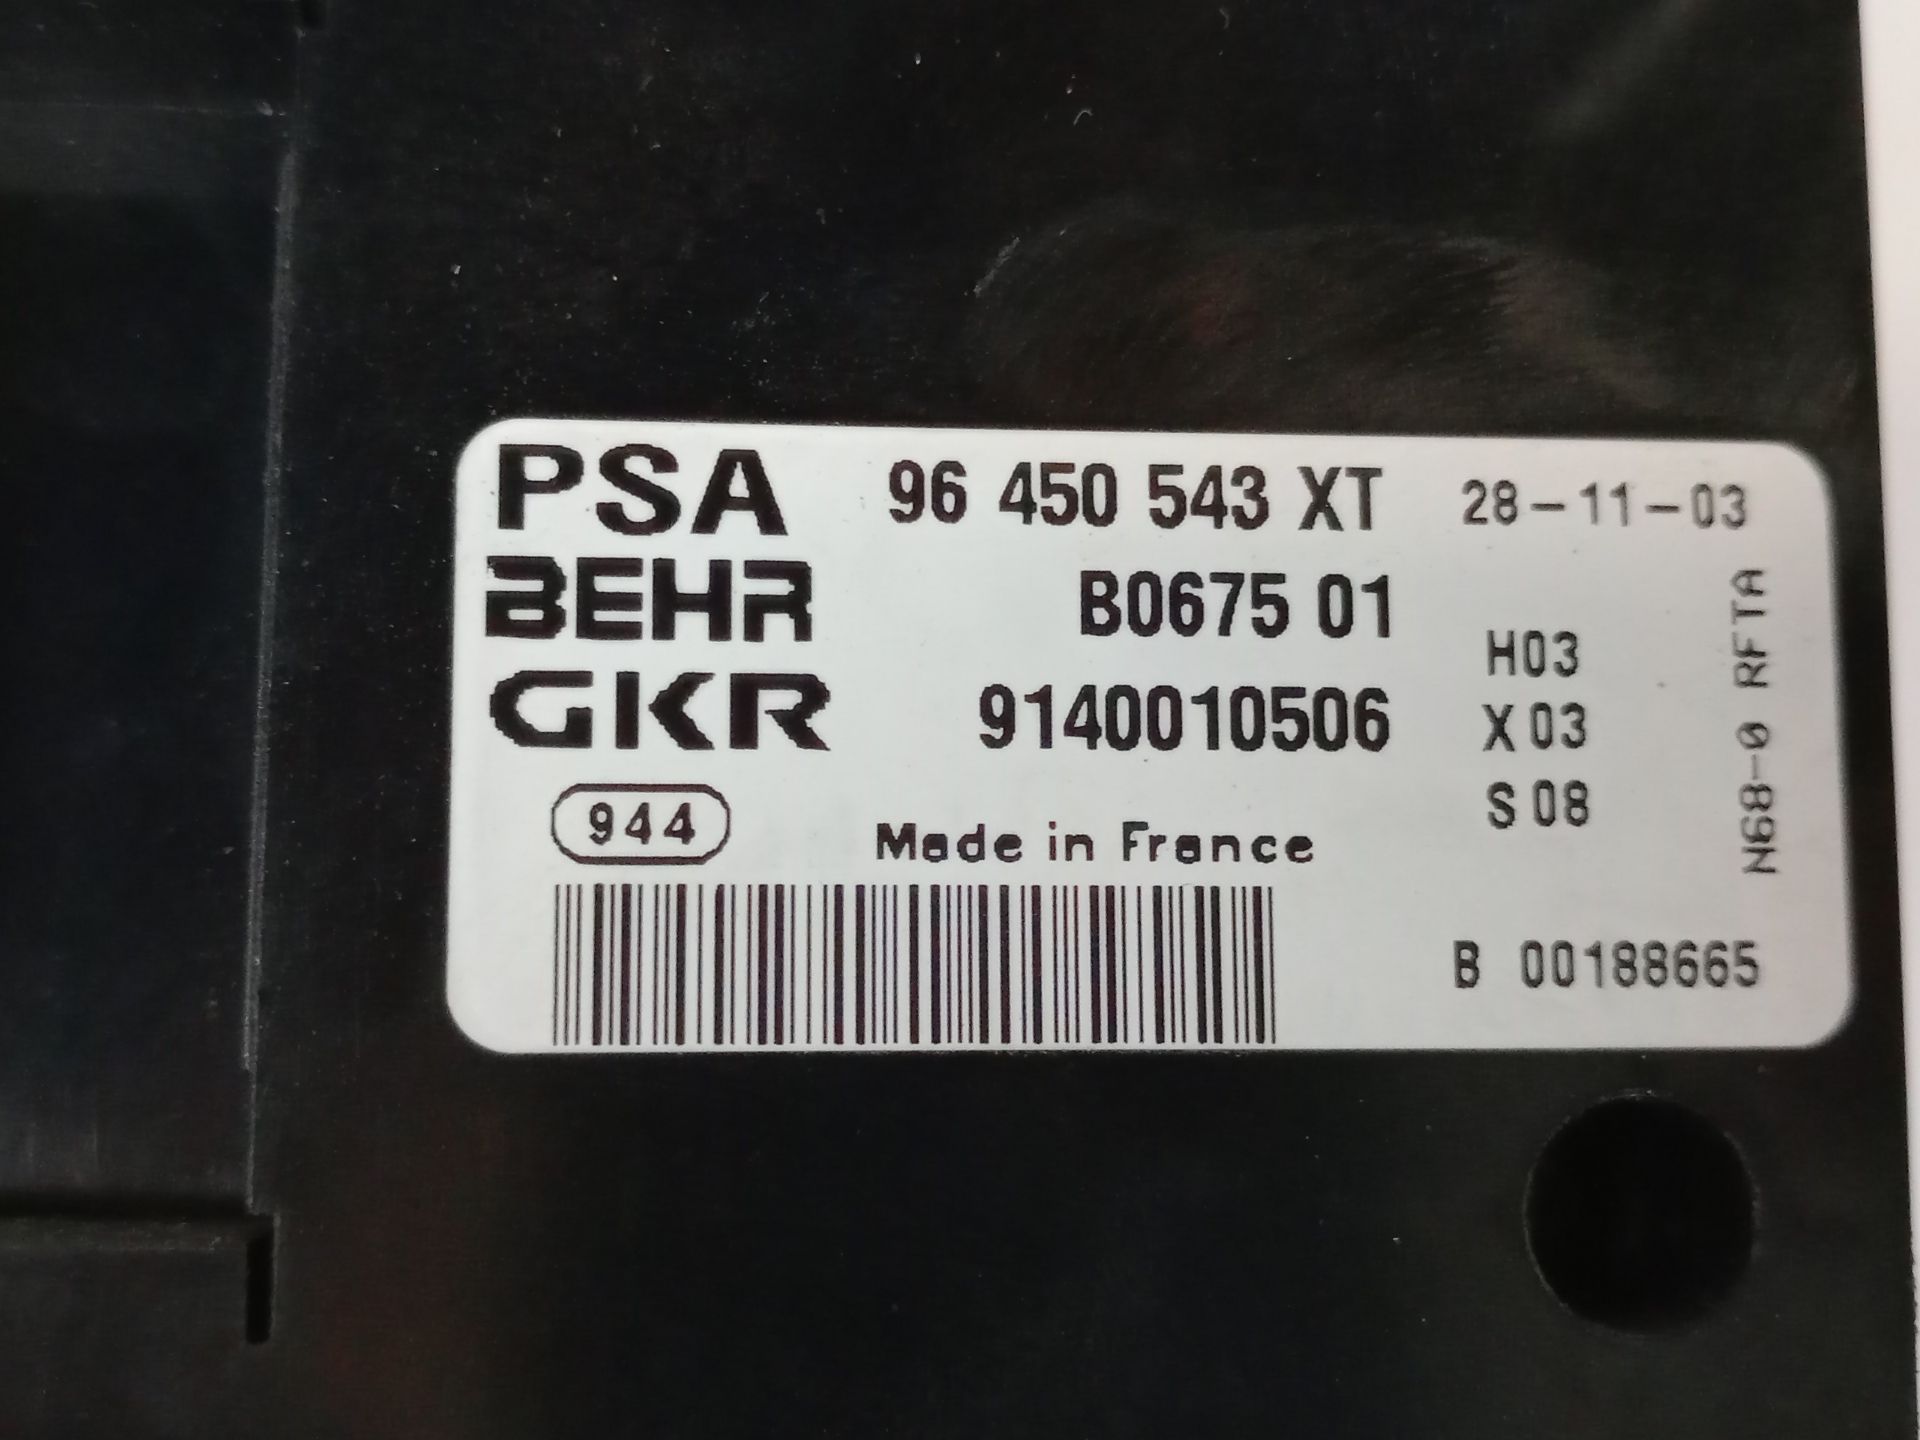 PSA 96 450 543 XT 28-11-03
BEHR B0675 01
GKR 9140010506
H03
X03
S08
N68-0 RFTA
944
Made in France
B 00188665